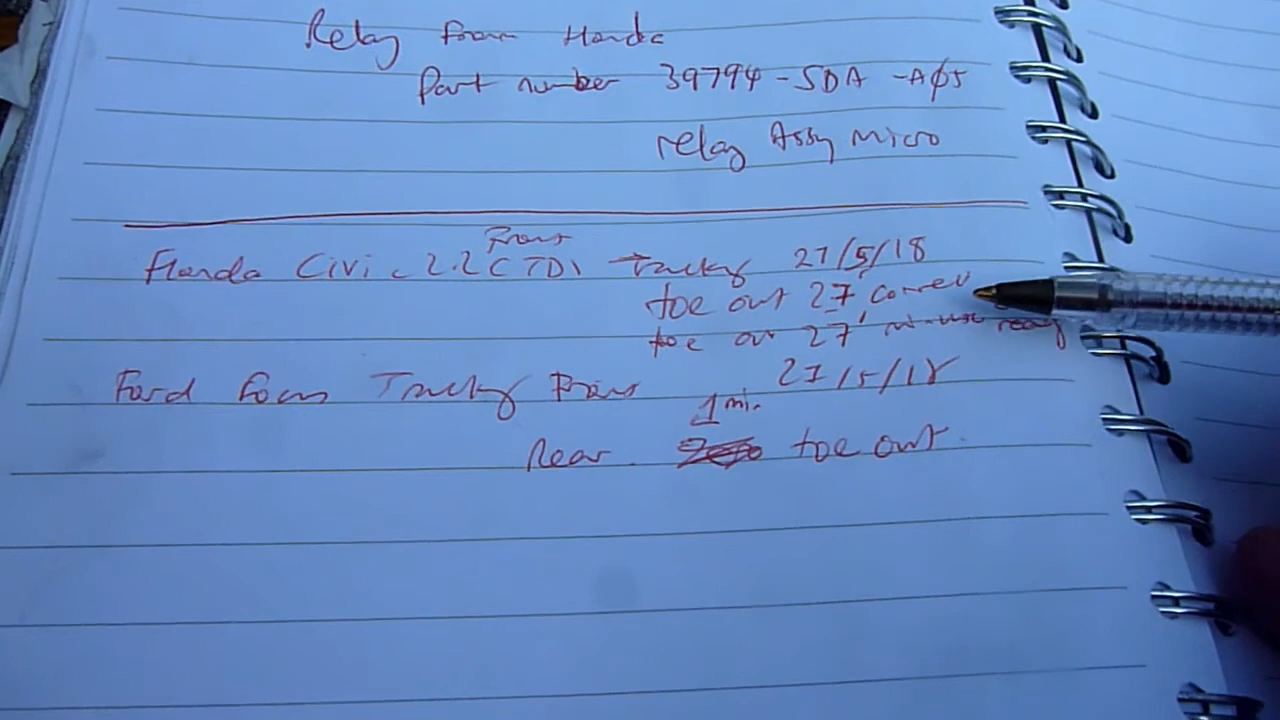 Relay from Honda
Part number 39794-SDA -AØ5
relay Assy Micro
Front
Honda Civic 2.2 CTDi Tracking 27/5/18
toe out 27' correct
toe out 27'
Ford Focus Tracking Front 27/5/18
1 min
Rear toe out.